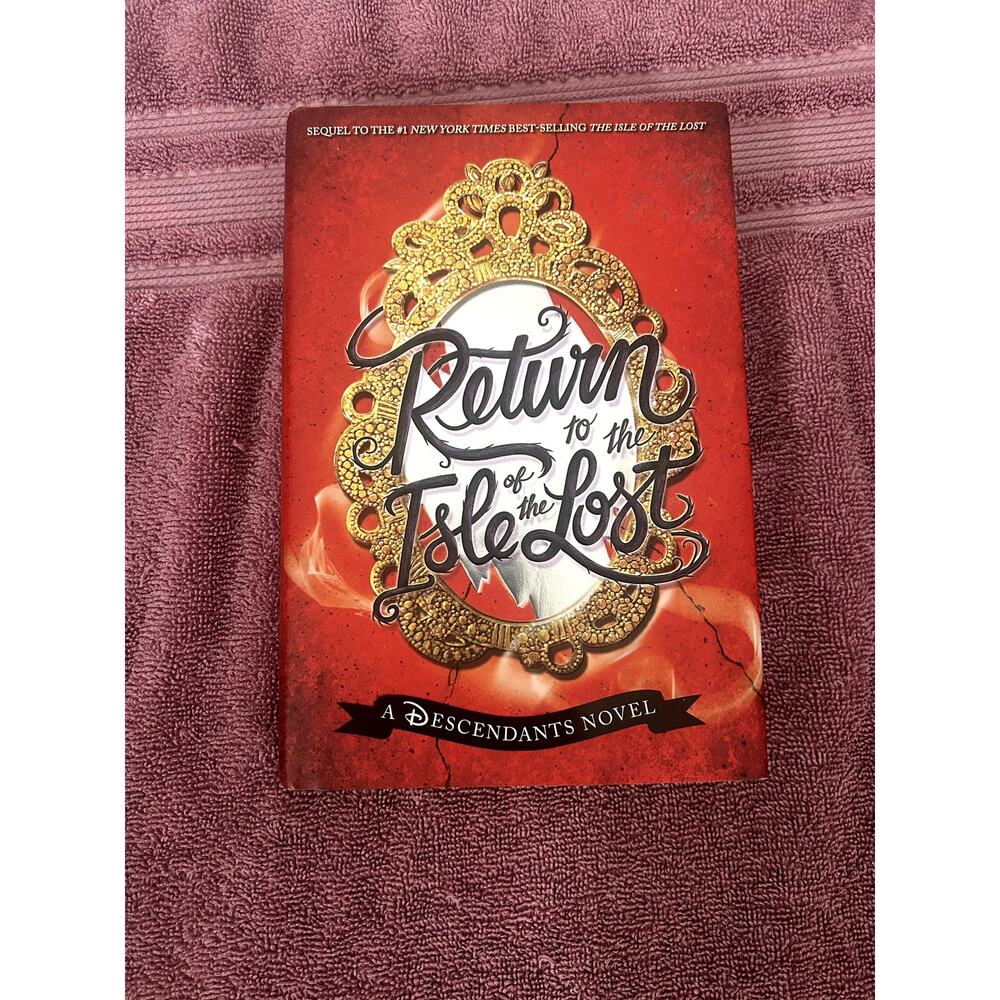 SEQUEL TO THE #1 NEW YORK TIMES BEST-SELLING THE ISLE OF THE LOST
Return
to the
Isle of the Lost
A DESCENDANTS NOVEL